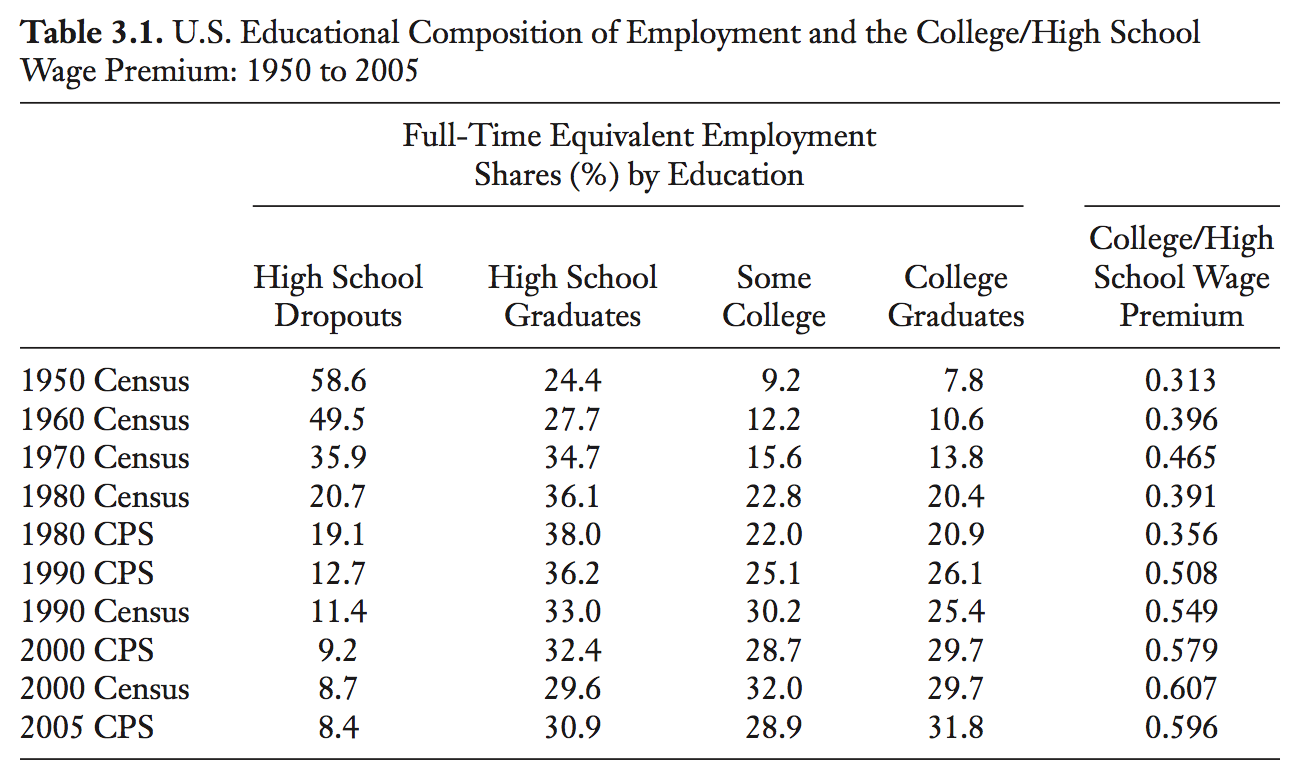 Table 3.1. U.S. Educational Composition of Employment and the College/High School
Wage Premium: 1950 to 2005
Full-Time Equivalent Employment
Shares (%) by Education
College/High
High School High School Some College School Wage
Dropouts Graduates College Graduates Premium
1950 Census 58.6 24.4 9.2 7.8 0.313
1960 Census 49.5 27.7 12.2 10.6 0.396
1970 Census 35.9 34.7 15.6 13.8 0.465
1980 Census 20.7 36.1 22.8 20.4 0.391
1980 CPS 19.1 38.0 22.0 20.9 0.356
1990 CPS 12.7 36.2 25.1 26.1 0.508
1990 Census 11.4 33.0 30.2 25.4 0.549
2000 CPS 9.2 32.4 28.7 29.7 0.579
2000 Census 8.7 29.6 32.0 29.7 0.607
2005 CPS 8.4 30.9 28.9 31.8 0.596